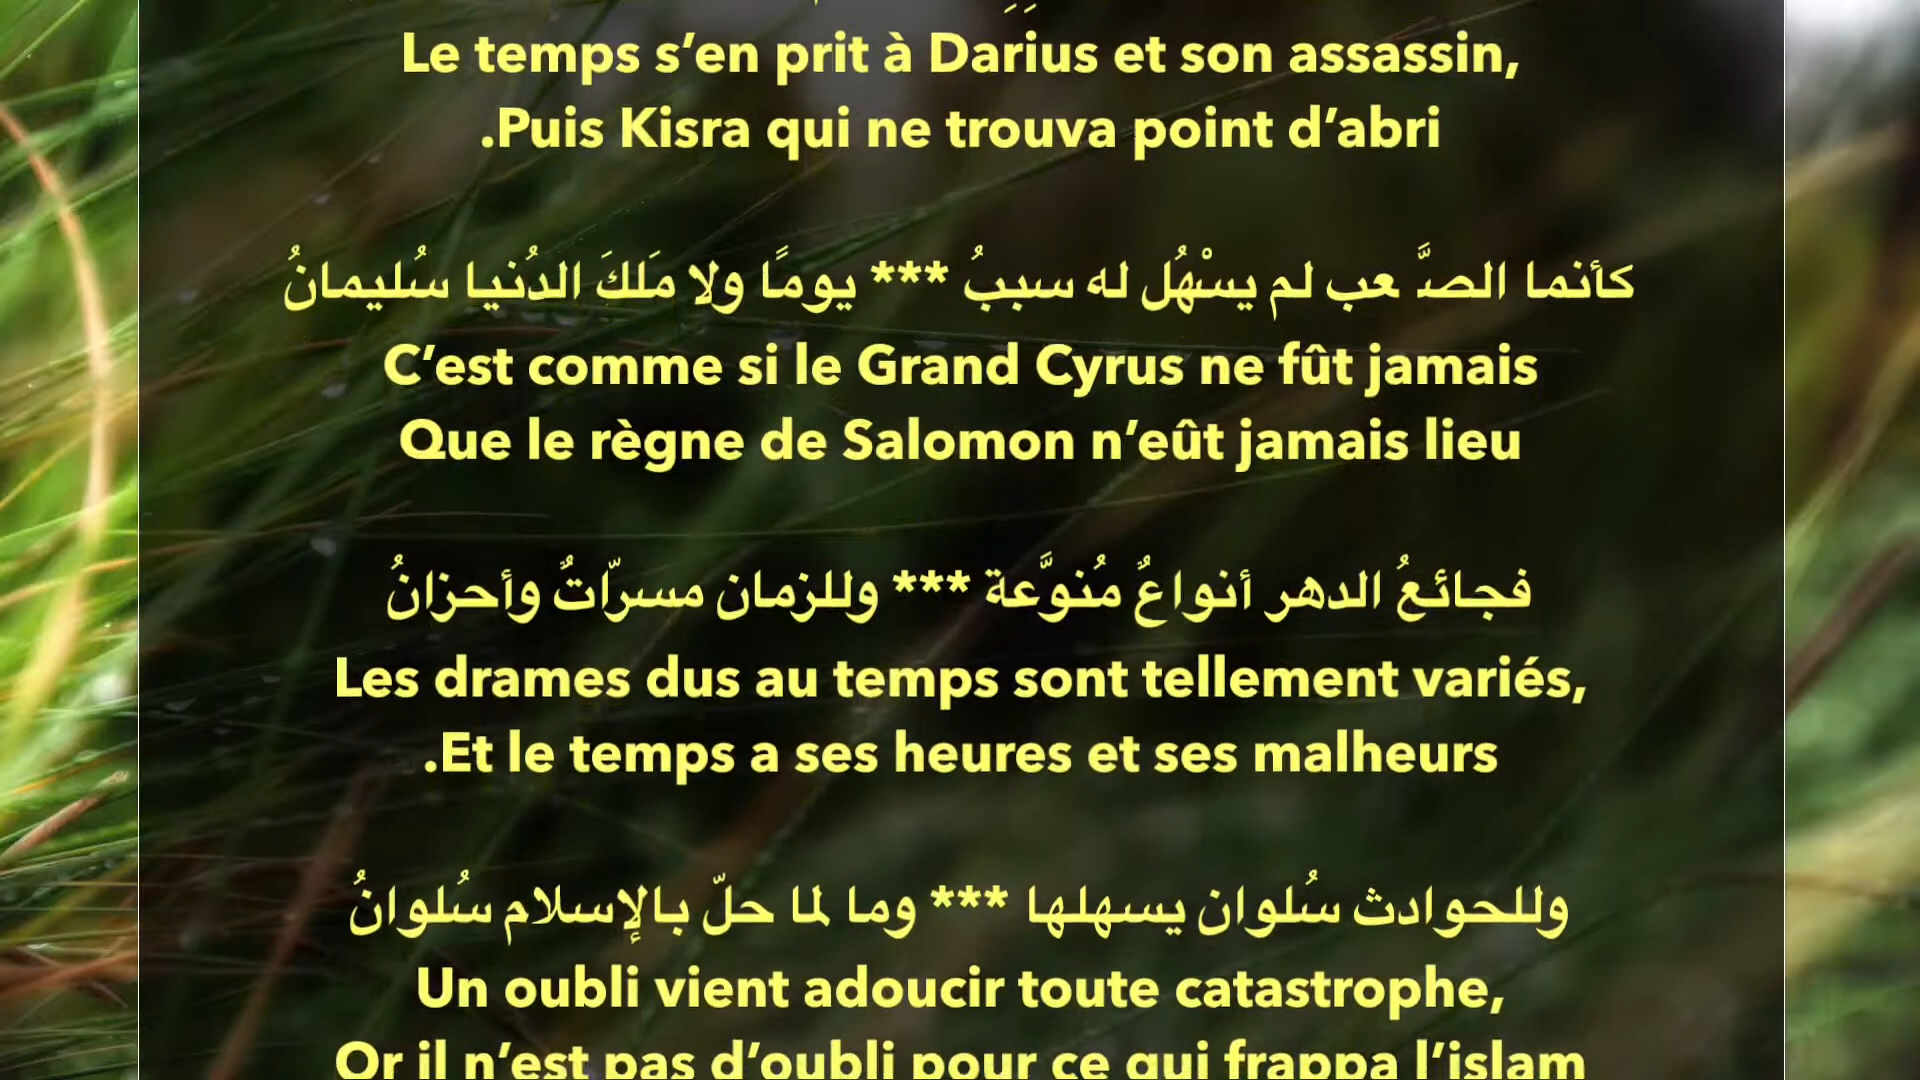 Le temps s’en prit à Darius et son assassin,
.Puis Kisra qui ne trouva point d’abri
كأنما الصَّعب لم يسْهُل له سببُ *** يومًا ولا مَلكَ الدُنيا سُليمانُ
C’est comme si le Grand Cyrus ne fût jamais
Que le règne de Salomon n’eût jamais lieu
فجائعُ الدهر أنواعٌ مُنوَّعة *** وللزمان مسرّاتٌ وأحزانُ
Les drames dus au temps sont tellement variés,
.Et le temps a ses heures et ses malheurs
وللحوادث سُلوان يسهلها *** وما لما حلّ بالإسلام سُلوانُ
Un oubli vient adoucir toute catastrophe,
Or il n’est pas d’oubli pour ce qui frappa l’islam